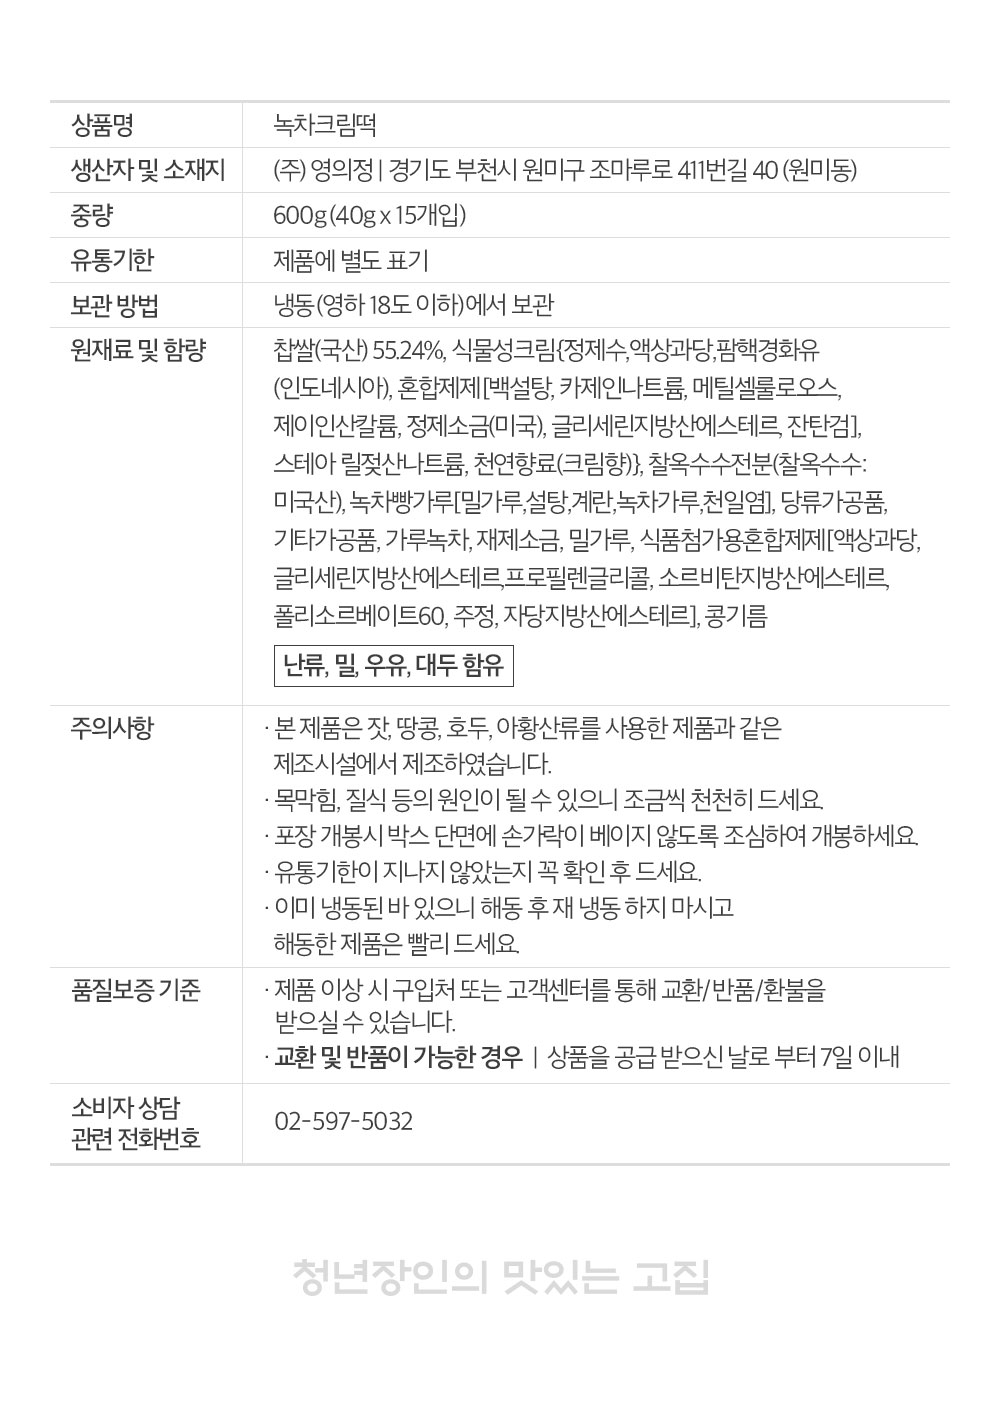 상품명 녹차크림떡
생산자 및 소재지 (주) 영의정 | 경기도 부천시 원미구 조마루로 411번길 40 (원미동)
중량 600g(40g x 15개입)
유통기한 제품에 별도 표기
보관 방법 냉동(영하 18도 이하)에서 보관
원재료 및 함량 찹쌀(국산) 55.24%, 식물성크림{정제수,액상과당,팜핵경화유
(인도네시아), 혼합제제[백설탕, 카제인나트륨, 메틸셀룰로오스,
제이인산칼륨, 정제소금(미국), 글리세린지방산에스테르, 잔탄검],
스테아 릴젖산나트륨, 천연향료(크림향)}, 찰옥수수전분(찰옥수수:
미국산), 녹차빵가루[밀가루,설탕,계란,녹차가루,천일염], 당류가공품,
기타가공품, 가루녹차, 재제소금, 밀가루, 식품첨가용혼합제제[액상과당,
글리세린지방산에스테르,프로필렌글리콜, 소르비탄지방산에스테르,
폴리소르베이트60, 주정, 자당지방산에스테르], 콩기름
난류, 밀, 우유, 대두 함유
주의사항 · 본 제품은 잣, 땅콩, 호두, 아황산류를 사용한 제품과 같은
제조시설에서 제조하였습니다.
· 목막힘, 질식 등의 원인이 될 수 있으니 조금씩 천천히 드세요.
· 포장 개봉시 박스 단면에 손가락이 베이지 않도록 조심하여 개봉하세요.
· 유통기한이 지나지 않았는지 꼭 확인 후 드세요.
· 이미 냉동된 바 있으니 해동 후 재 냉동 하지 마시고
해동한 제품은 빨리 드세요.
품질보증 기준 · 제품 이상 시 구입처 또는 고객센터를 통해 교환/반품/환불을
받으실 수 있습니다.
· 교환 및 반품이 가능한 경우 | 상품을 공급 받으신 날로 부터 7일 이내
소비자 상담
관련 전화번호 02-597-5032
청년장인의 맛있는 고집